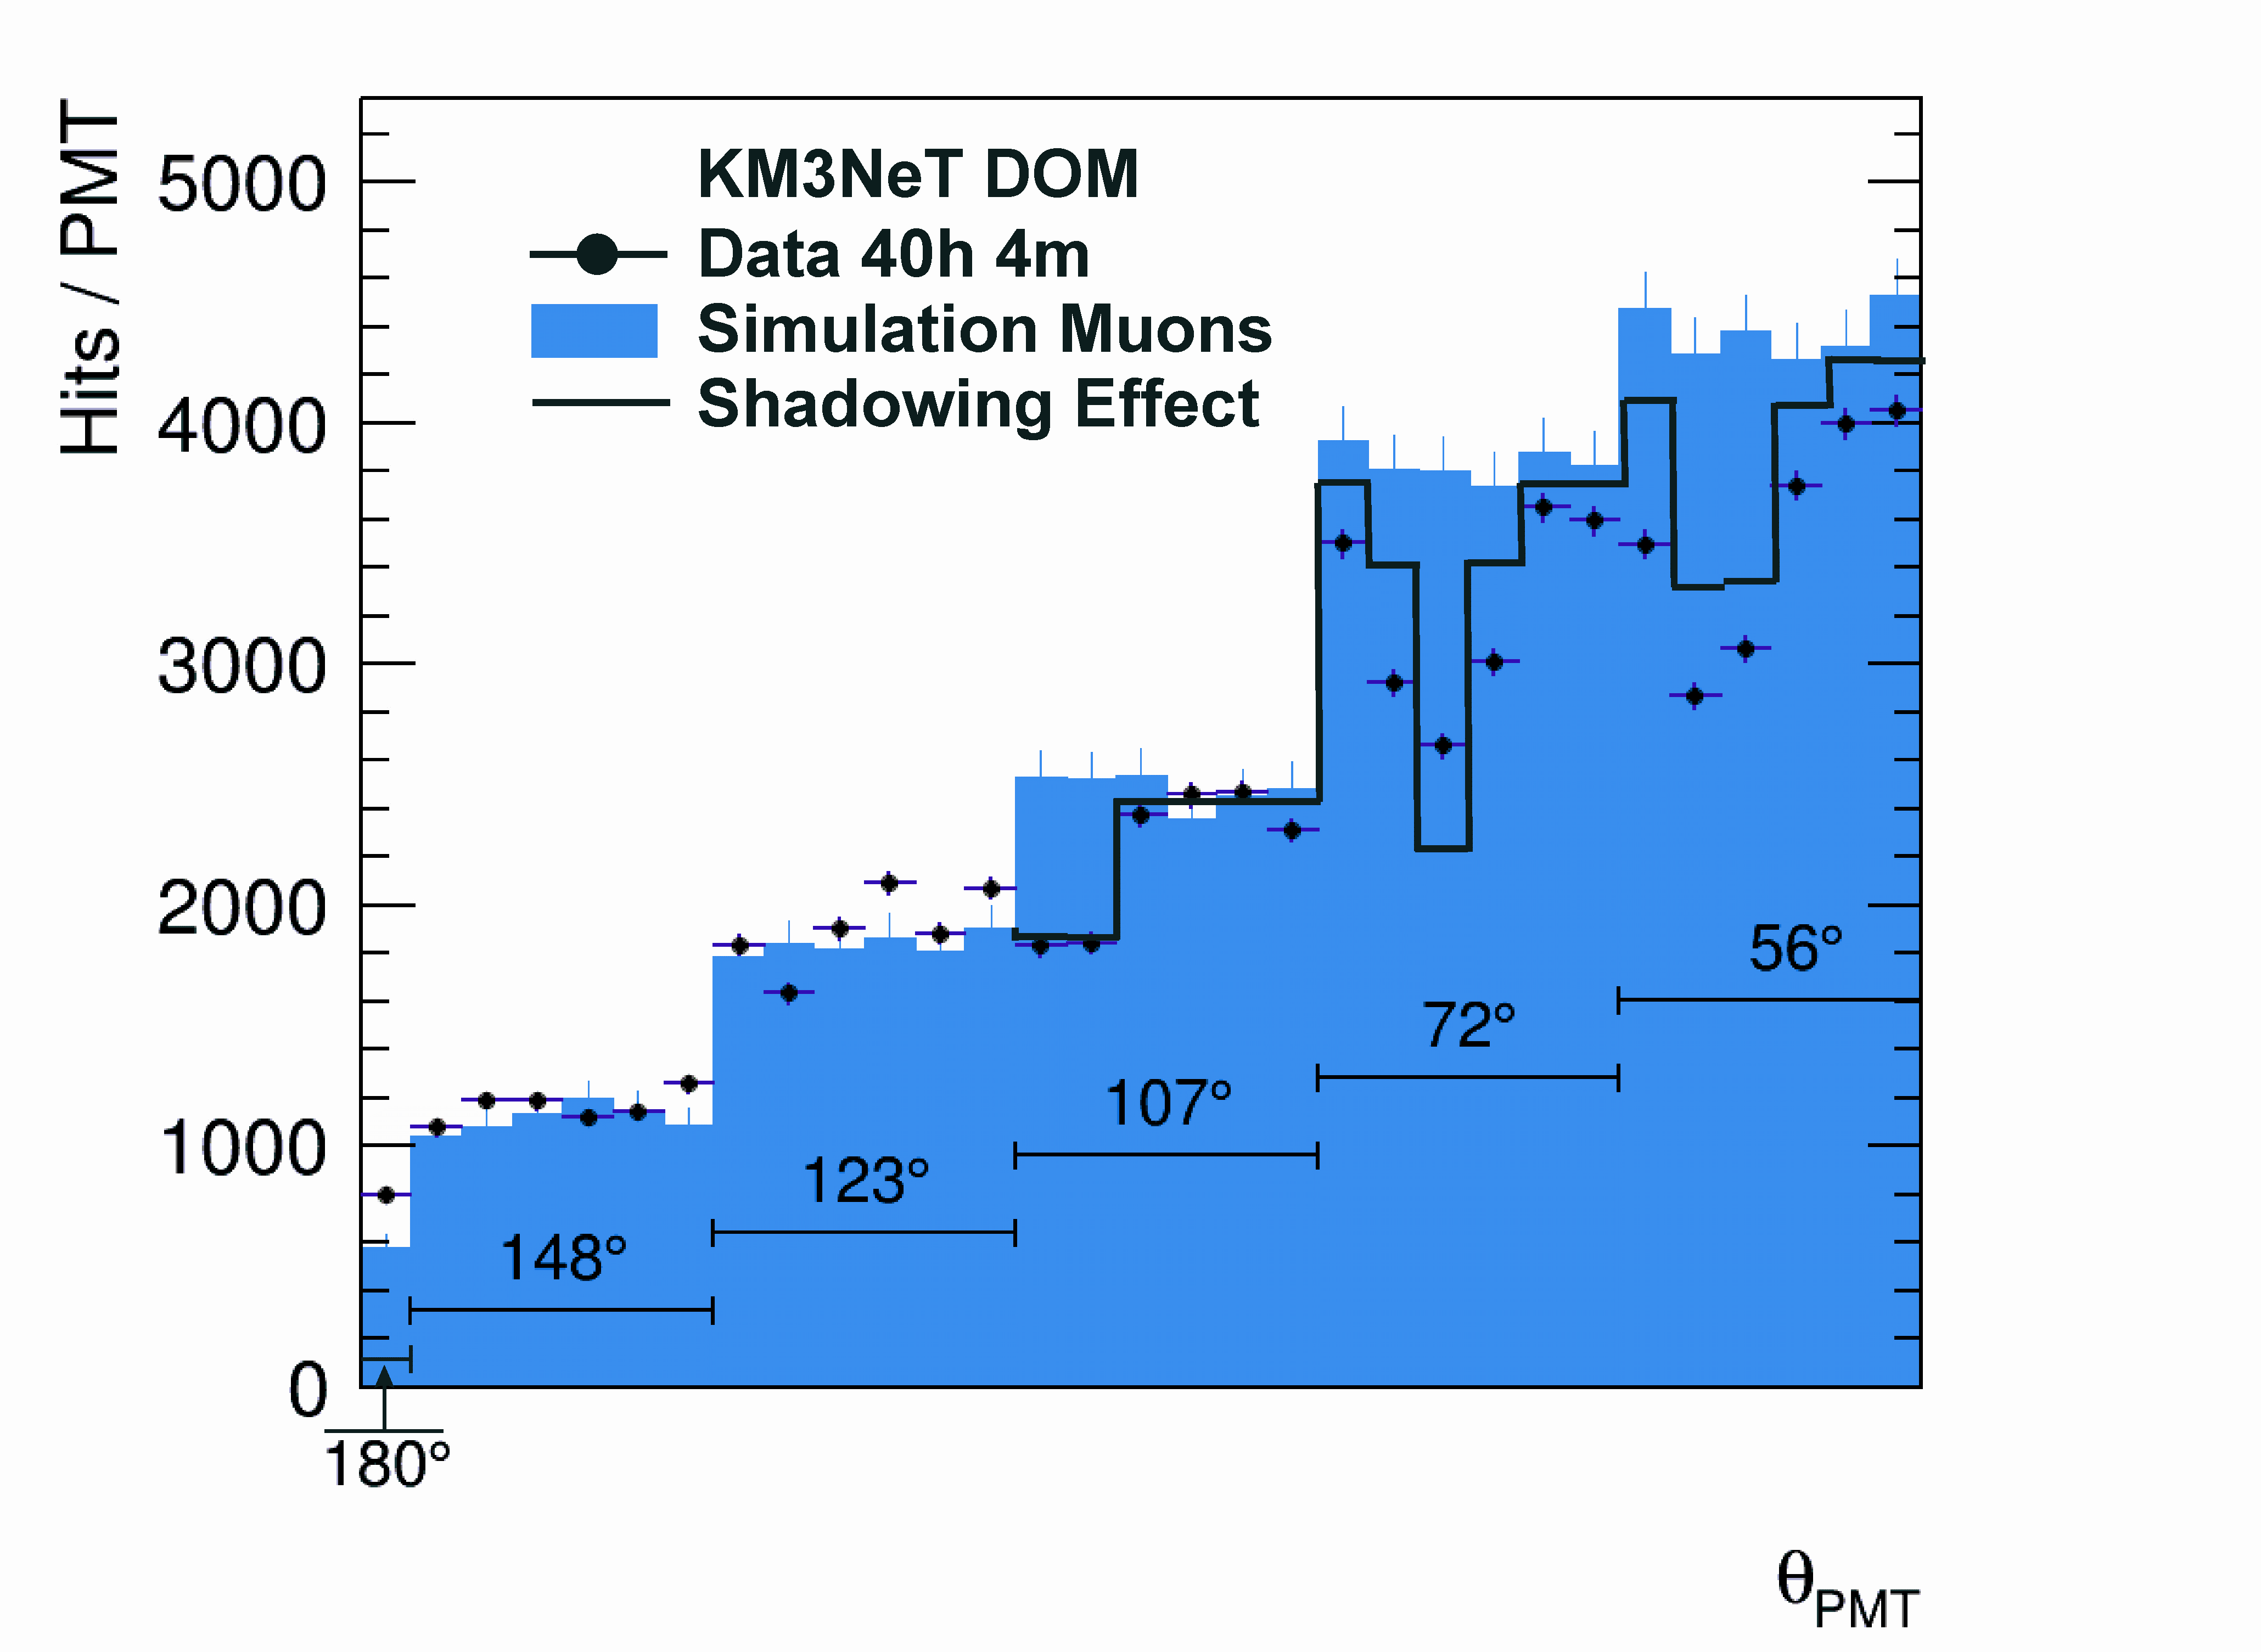 Hits / PMT
5000
4000
3000
2000
1000
0
KM3NeT DOM
Data 40h 4m
Simulation Muons
Shadowing Effect
56°
72°
107°
123°
148°
180°
θPMT